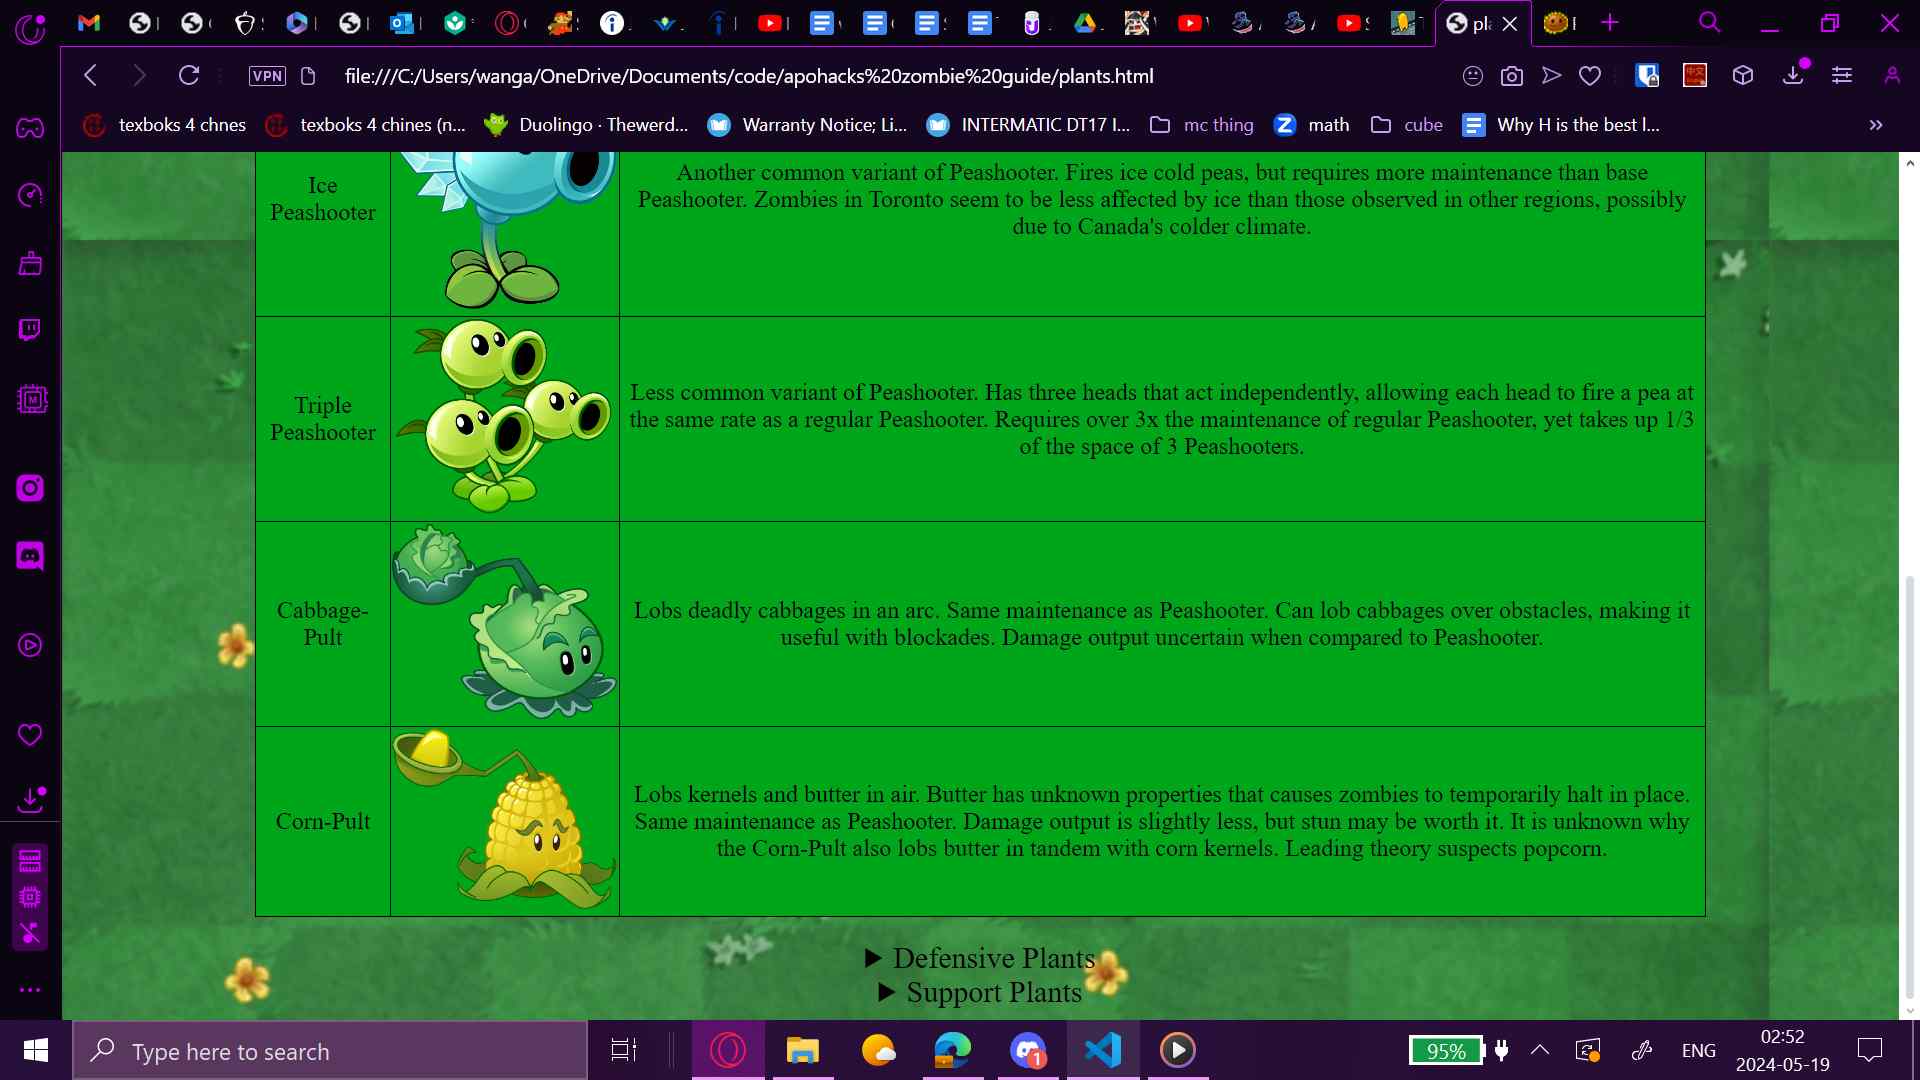 pl
VPN
file:///C:/Users/wanga/OneDrive/Documents/code/apohacks%20zombie%20guide/plants.html
texboks 4 chnes
texboks 4 chines (n...
Duolingo · Thewerd...
Warranty Notice; Li...
INTERMATIC DT17 I...
mc thing
math
cube
Why H is the best l...
Ice
Peashooter
Another common variant of Peashooter. Fires ice cold peas, but requires more maintenance than base
Peashooter. Zombies in Toronto seem to be less affected by ice than those observed in other regions, possibly
due to Canada's colder climate.
Triple
Peashooter
Less common variant of Peashooter. Has three heads that act independently, allowing each head to fire a pea at
the same rate as a regular Peashooter. Requires over 3x the maintenance of regular Peashooter, yet takes up 1/3
of the space of 3 Peashooters.
Cabbage-
Pult
Lobs deadly cabbages in an arc. Same maintenance as Peashooter. Can lob cabbages over obstacles, making it
useful with blockades. Damage output uncertain when compared to Peashooter.
Corn-Pult
Lobs kernels and butter in air. Butter has unknown properties that causes zombies to temporarily halt in place.
Same maintenance as Peashooter. Damage output is slightly less, but stun may be worth it. It is unknown why
the Corn-Pult also lobs butter in tandem with corn kernels. Leading theory suspects popcorn.
Defensive Plants
Support Plants
Type here to search
1
95%
ENG
02:52
2024-05-19